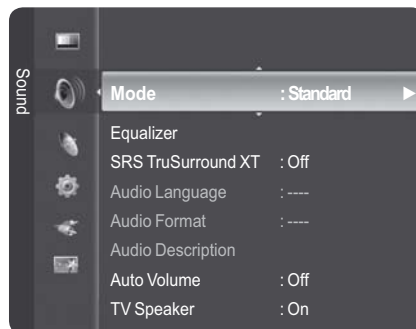 Sound
Mode : Standard
Equalizer
SRS TruSurround XT : Off
Audio Language : ----
Audio Format : ----
Audio Description
Auto Volume : Off
TV Speaker : On